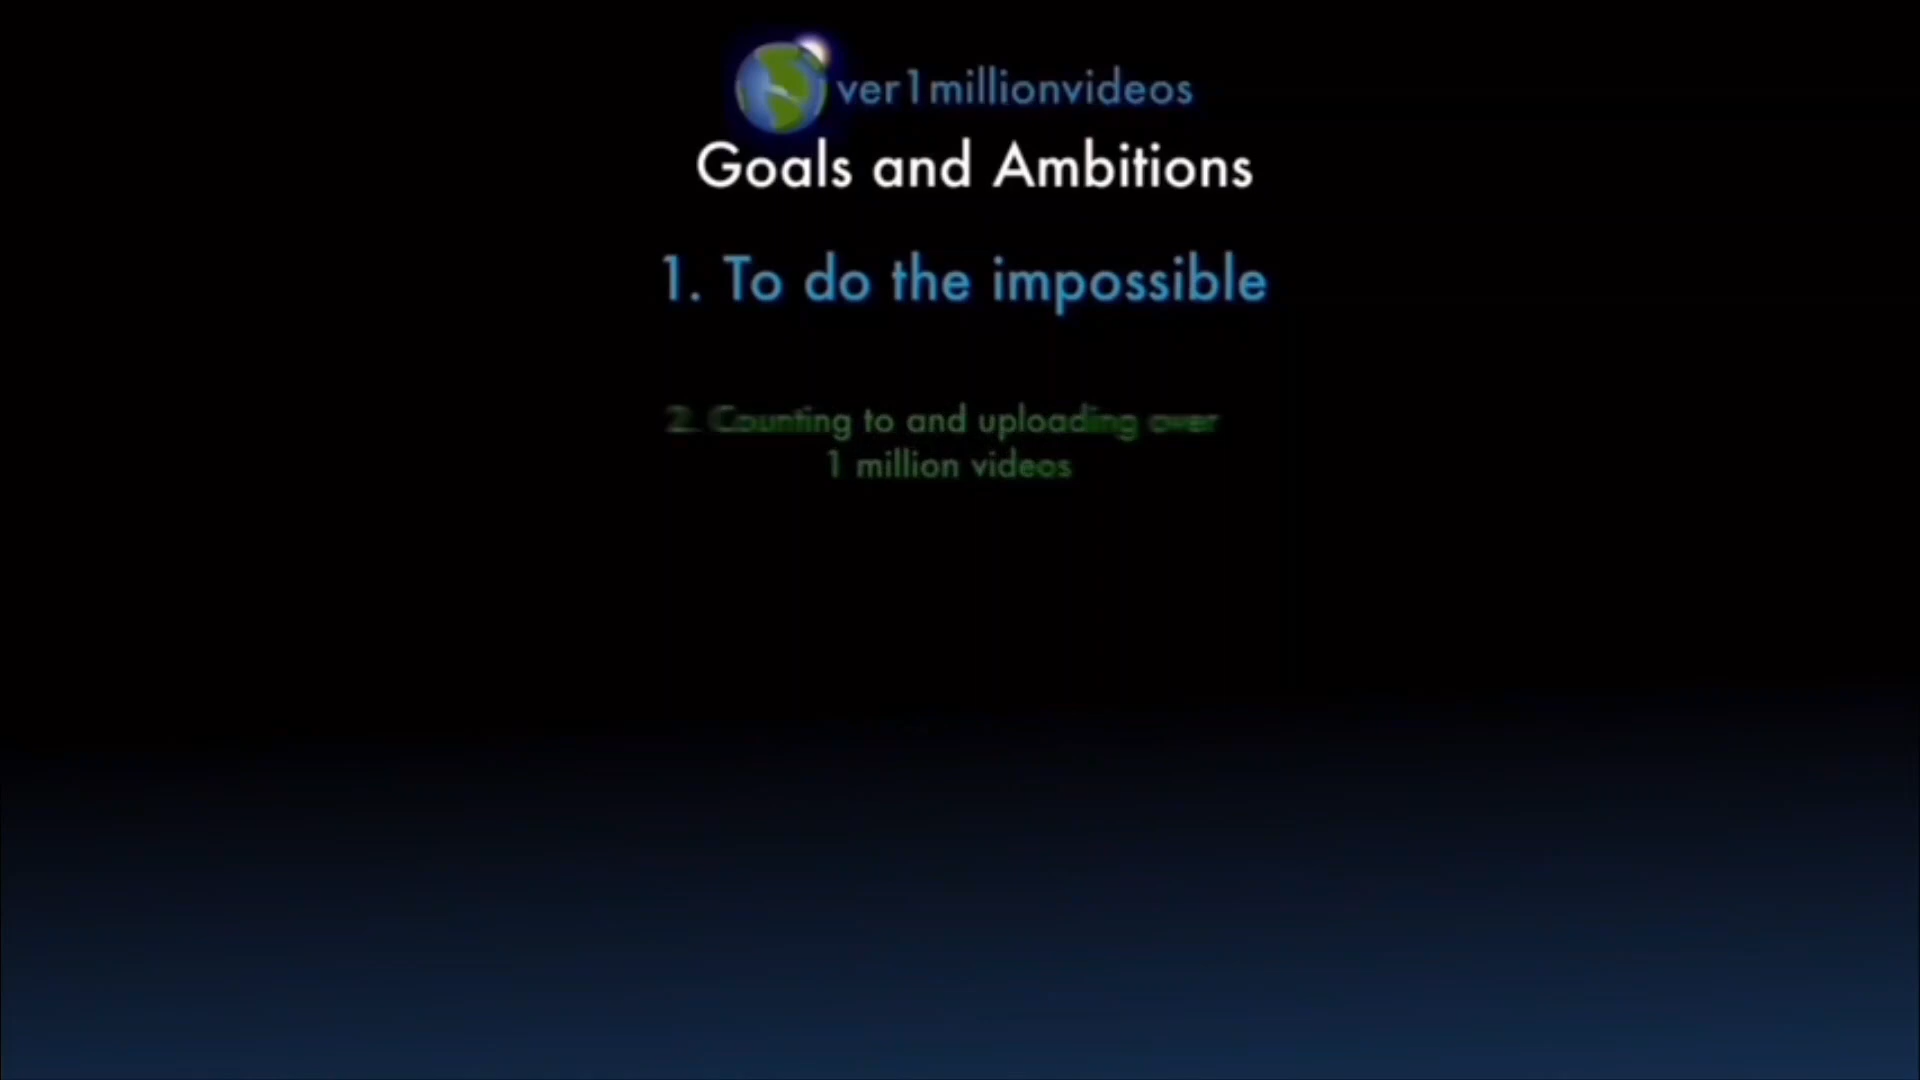 ver1millionvideos
Goals and Ambitions
1. To do the impossible
2. Counting to and uploading over
1 million videos